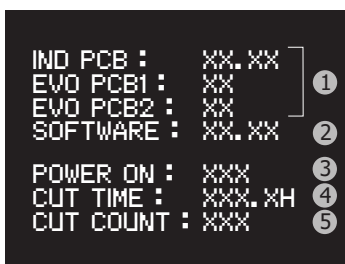 IND PCB : XX.XX
EVO PCB1 : XX
EVO PCB2 : XX
1
SOFTWARE : XX.XX 2
POWER ON : XXX 3
CUT TIME : XXX.XH 4
CUT COUNT : XXX 5